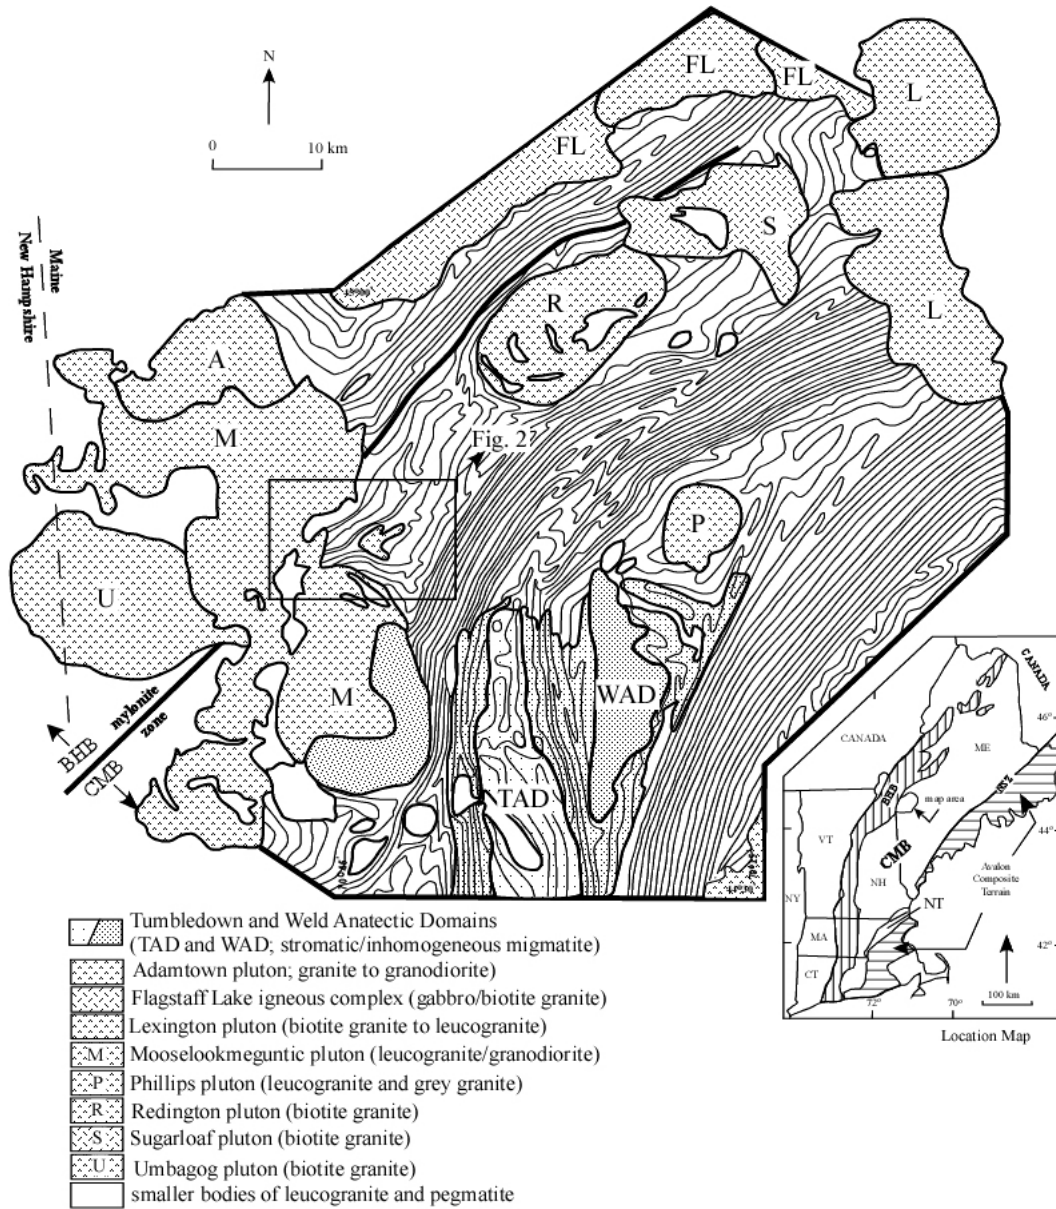 N
0
10 km
FL
FL
L
FL
S
R
L
Maine
New Hampshire
A
M
Fig. 2
P
U
M
WAD
TAD
mylonite
zone
BHB
CMB
CANADA
46°
CANADA
ME
BHB
map area
44°
VT
CMB
Avalon
Composite
Terrain
NH
NY
NT
MA
42°
CT
72°
70°
100 km
Location Map
Tumbledown and Weld Anatectic Domains
(TAD and WAD; stromatic/inhomogeneous migmatite)
Adamtown pluton; granite to granodiorite)
Flagstaff Lake igneous complex (gabbro/biotite granite)
Lexington pluton (biotite granite to leucogranite)
M Mooselookmeguntic pluton (leucogranite/granodiorite)
P Phillips pluton (leucogranite and grey granite)
R Redington pluton (biotite granite)
S Sugarloaf pluton (biotite granite)
U Umbagog pluton (biotite granite)
smaller bodies of leucogranite and pegmatite